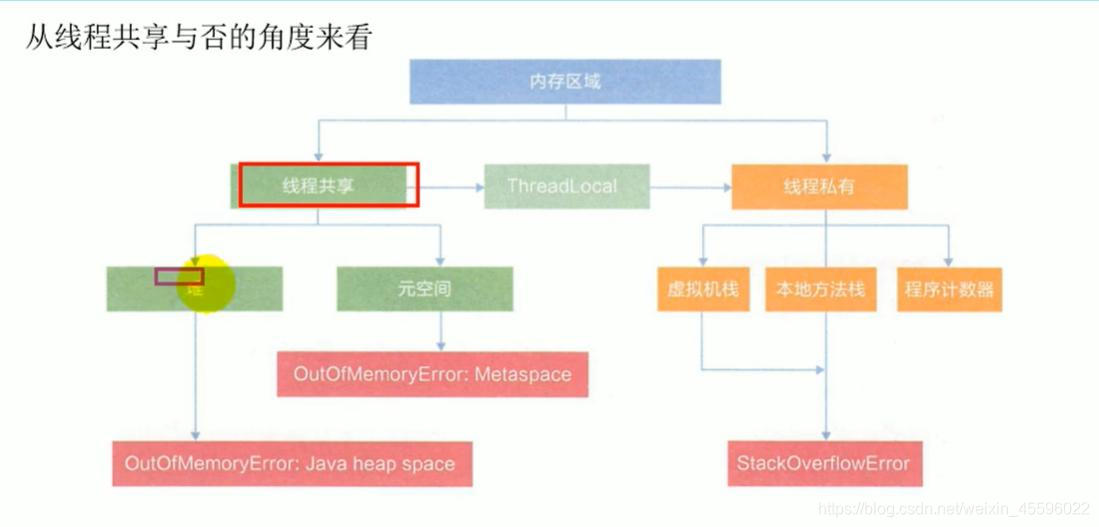 从线程共享与否的角度来看
内存区域
线程共享
ThreadLocal
线程私有
堆
元空间
虚拟机栈
本地方法栈
程序计数器
OutOfMemoryError: Metaspace
OutOfMemoryError: Java heap space
StackOverflowError
https://blog.csdn.net/weixin_45596022